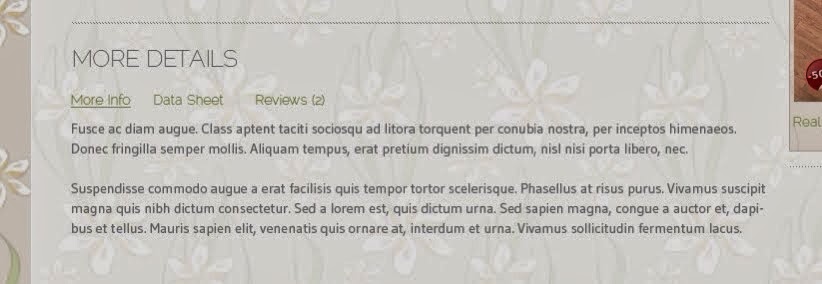 MORE DETAILS
More Info Data Sheet Reviews (2)
Fusce ac diam augue. Class aptent taciti sociosqu ad litora torquent per conubia nostra, per inceptos himenaeos.
Donec fringilla semper mollis. Aliquam tempus, erat pretium dignissim dictum, nisl nisi porta libero, nec.
Suspendisse commodo augue a erat facilisis quis tempor tortor scelerisque. Phasellus at risus purus. Vivamus suscipit
magna quis nibh dictum consectetur. Sed a lorem est, quis dictum urna. Sed sapien magna, congue a auctor et, dapi-
bus et tellus. Mauris sapien elit, venenatis quis ornare at, interdum et urna. Vivamus sollicitudin fermentum lacus.
-50
Real